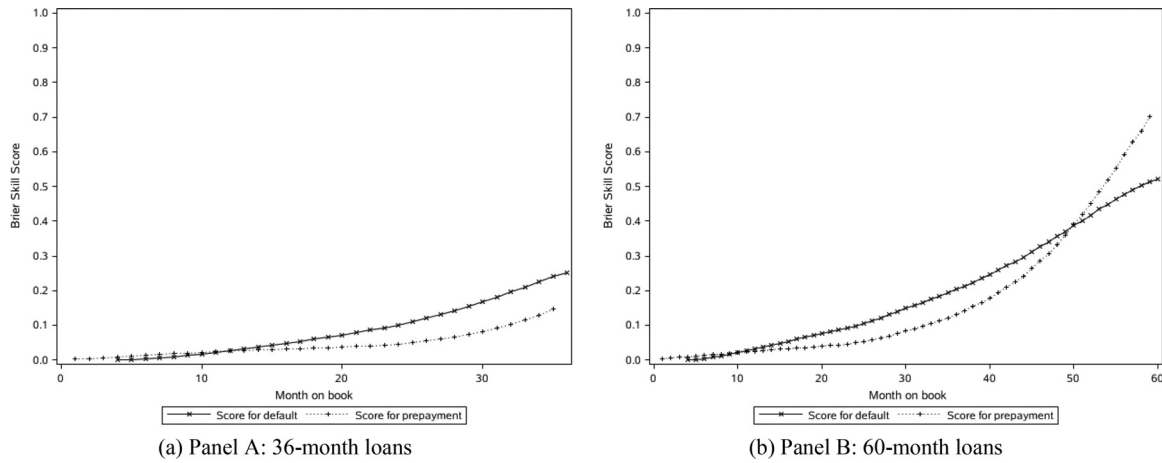 1.0
0.9
0.8
0.7
0.6
0.5
0.4
0.3
0.2
0.1
0.0
Brier Skill Score
0 10 20 30
Month on book
Score for default Score for prepayment
(a) Panel A: 36-month loans
1.0
0.9
0.8
0.7
0.6
0.5
0.4
0.3
0.2
0.1
0.0
Brier Skill Score
0 10 20 30 40 50 60
Month on book
Score for default Score for prepayment
(b) Panel B: 60-month loans